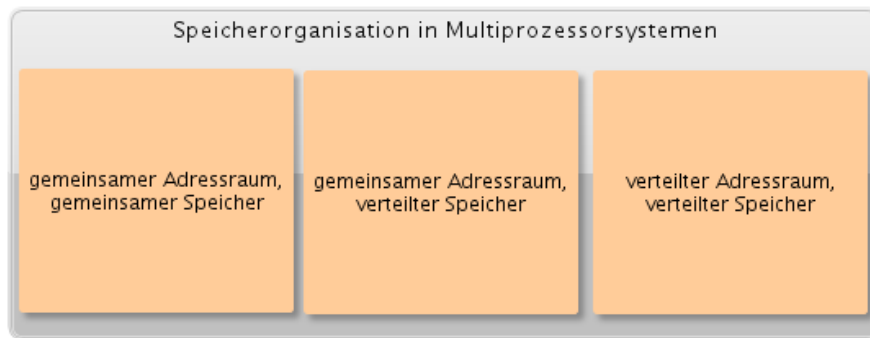 Speicherorganisation in Multiprozessorsystemen
gemeinsamer Adressraum,
gemeinsamer Speicher
gemeinsamer Adressraum,
verteilter Speicher
verteilter Adressraum,
verteilter Speicher